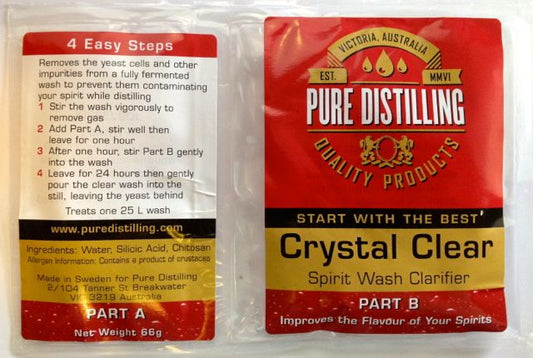 4 Easy Steps
Removes the yeast cells and other
impurities from a fully fermented
wash to prevent them contaminating
your spirit while distilling
1 Stir the wash vigorously to
remove gas
2 Add Part A, stir well then
leave for one hour
3 After one hour, stir Part B gently
into the wash
4 Leave for 24 hours then gently
pour the clear wash into the
still, leaving the yeast behind
Treats one 25 L wash
www.puredistilling.com
Ingredients: Water, Silicic Acid, Chitosan
Allergen Information: Contains a product of crustacea
Made in Sweden for Pure Distilling
2/104 Tanner St Breakwater
VIC 3219 Australia
PART A
Net Weight 66g
VICTORIA, AUSTRALIA
EST. MMVI
PURE DISTILLING
QUALITY PRODUCTS
START WITH THE BEST'
Crystal Clear
Spirit Wash Clarifier
PART B
Improves the Flavour of Your Spirits